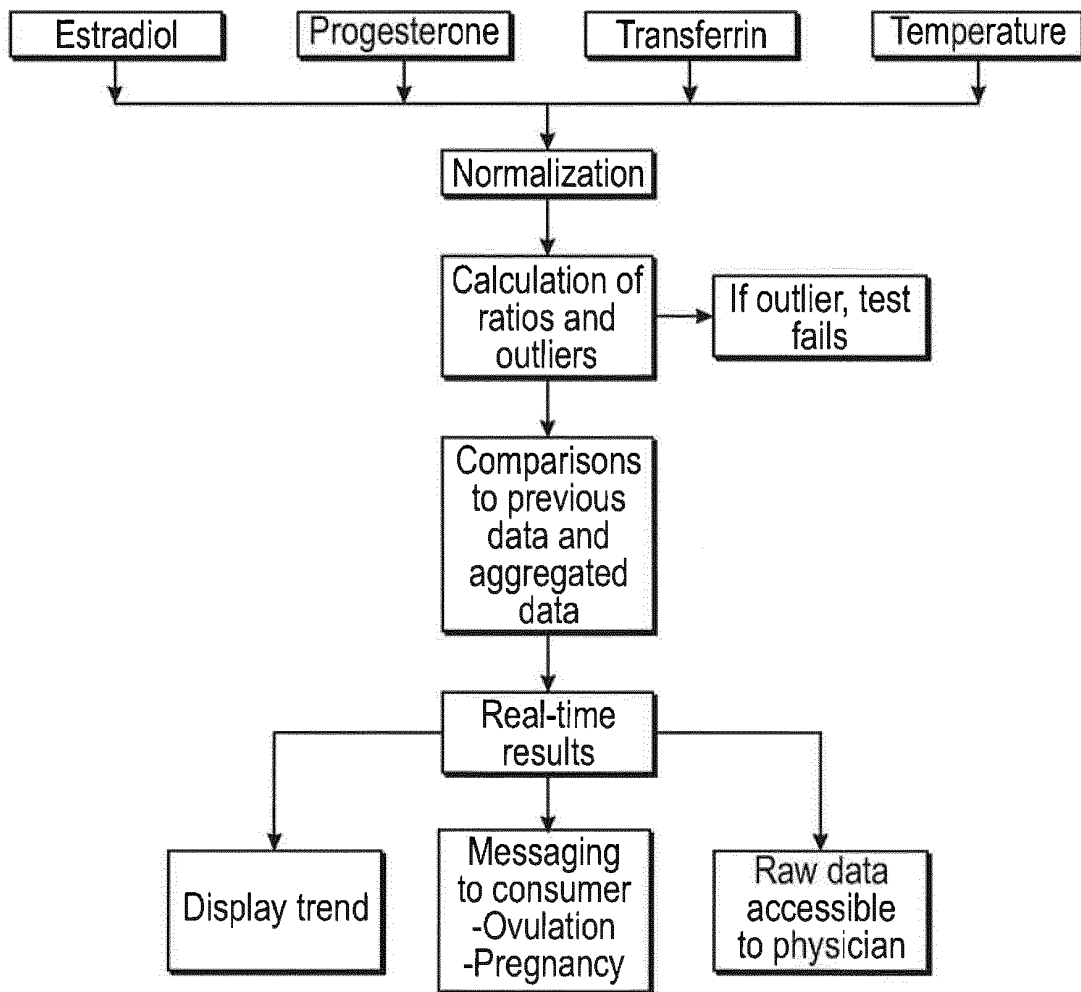 Estradiol
Progesterone
Transferrin
Temperature
Normalization
Calculation of
ratios and
outliers
If outlier, test
fails
Comparisons
to previous
data and
aggregated
data
Real-time
results
Display trend
Messaging
to consumer
-Ovulation
-Pregnancy
Raw data
accessible
to physician